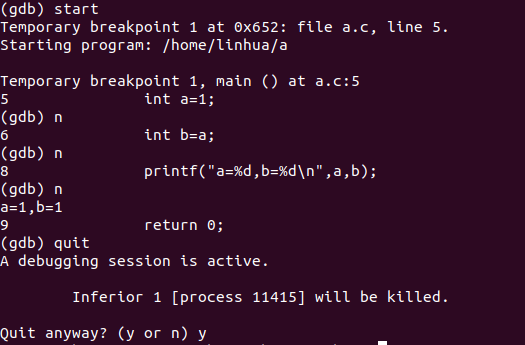 (gdb) start
Temporary breakpoint 1 at 0x652: file a.c, line 5.
Starting program: /home/linhua/a
Temporary breakpoint 1, main () at a.c:5
5               int a=1;
(gdb) n
6               int b=a;
(gdb) n
8               printf("a=%d,b=%d\n",a,b);
(gdb) n
a=1,b=1
9               return 0;
(gdb) quit
A debugging session is active.
        Inferior 1 [process 11415] will be killed.
Quit anyway? (y or n) y